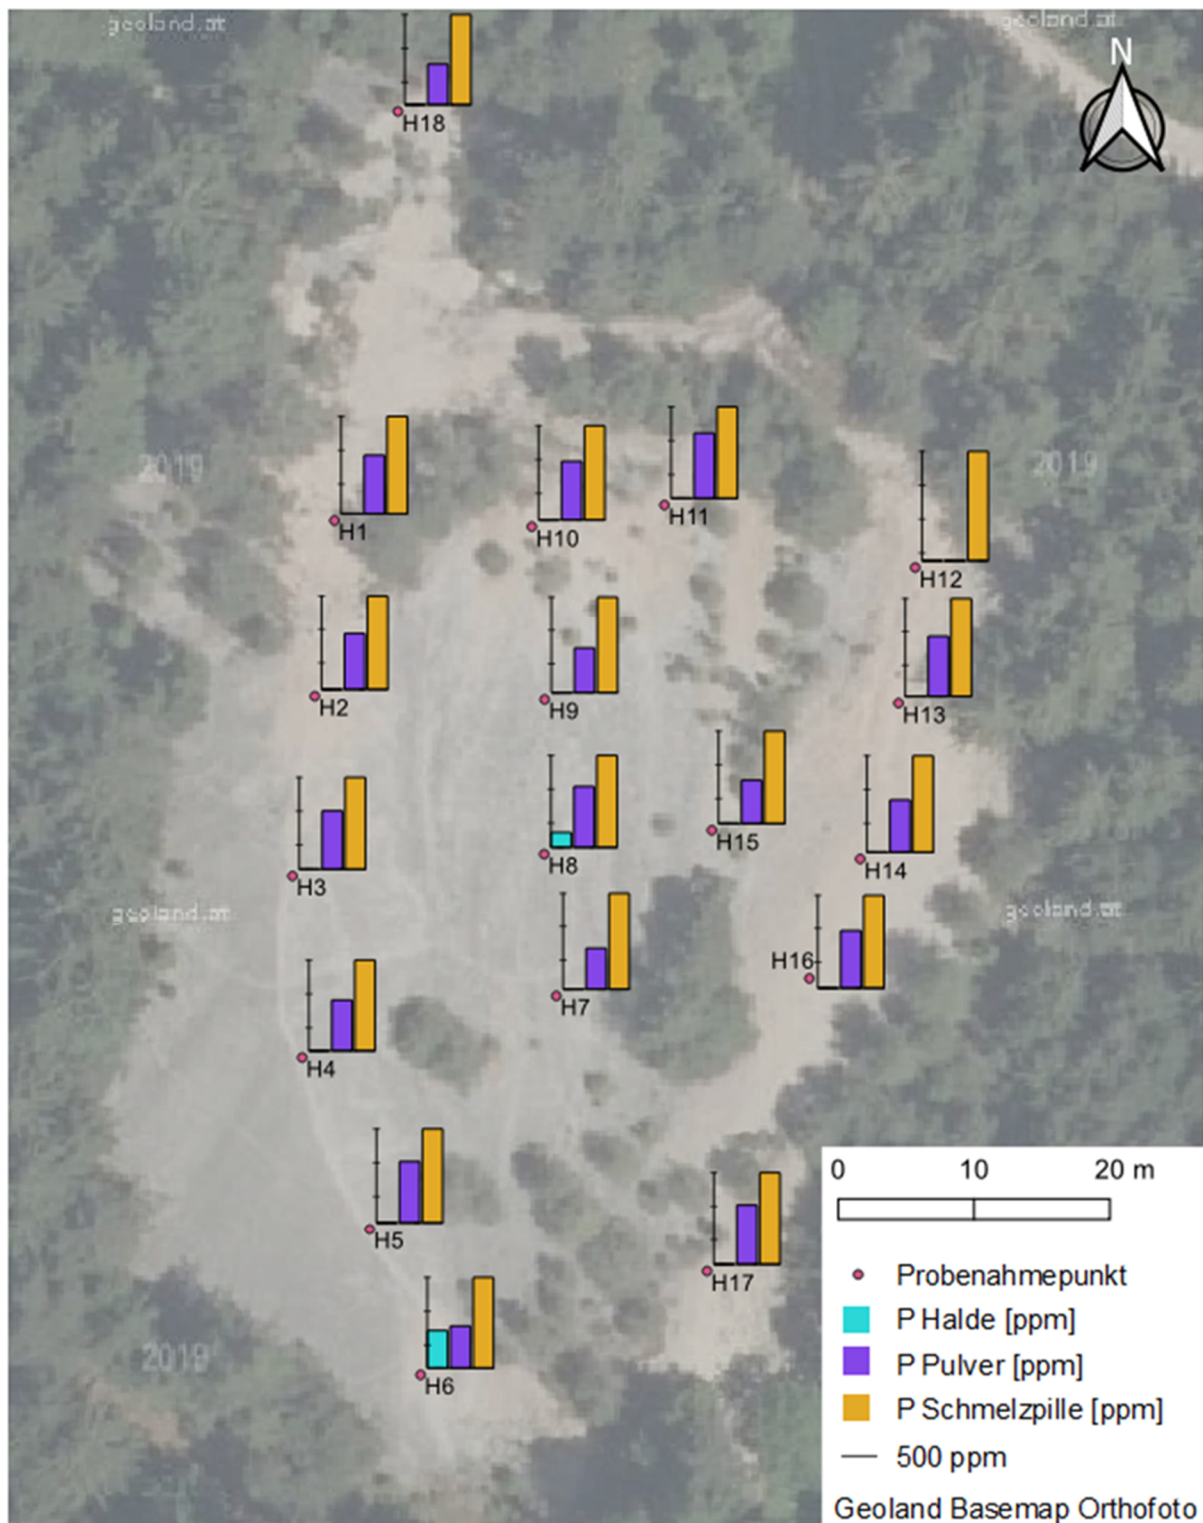 geoland.at
geoland.at
N
H18
2019
2019
H1
H10
H11
H12
H2
H9
H13
H3
H8
H15
H14
geoland.at
geoland.at
H16
H7
H4
H5
H17
H6
2019
0 10 20 m
Probenahmepunkt
P Halde [ppm]
P Pulver [ppm]
P Schmelzpille [ppm]
500 ppm
Geoland Basemap Orthofoto